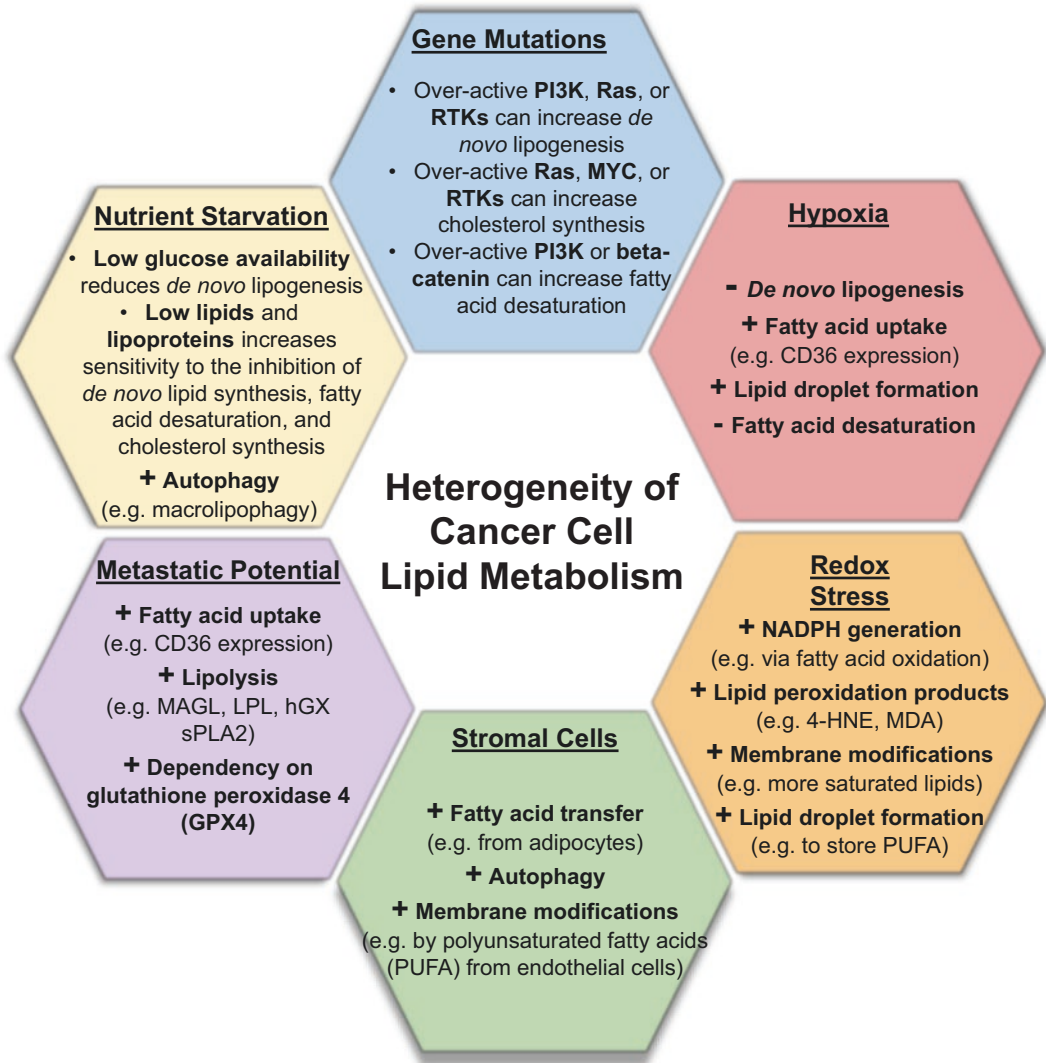 Gene Mutations
• Over-active PI3K, Ras, or
RTKs can increase de
novo lipogenesis
• Over-active Ras, MYC, or
RTKs can increase
cholesterol synthesis
• Over-active PI3K or beta-
catenin can increase fatty
acid desaturation
Nutrient Starvation
• Low glucose availability
reduces de novo lipogenesis
• Low lipids and
lipoproteins increases
sensitivity to the inhibition of
de novo lipid synthesis, fatty
acid desaturation, and
cholesterol synthesis
+ Autophagy
(e.g. macrolipophagy)
Hypoxia
- De novo lipogenesis
+ Fatty acid uptake
(e.g. CD36 expression)
+ Lipid droplet formation
- Fatty acid desaturation
Heterogeneity of
Cancer Cell
Lipid Metabolism
Metastatic Potential
+ Fatty acid uptake
(e.g. CD36 expression)
+ Lipolysis
(e.g. MAGL, LPL, hGX
sPLA2)
+ Dependency on
glutathione peroxidase 4
(GPX4)
Redox
Stress
+ NADPH generation
(e.g. via fatty acid oxidation)
+ Lipid peroxidation products
(e.g. 4-HNE, MDA)
+ Membrane modifications
(e.g. more saturated lipids)
+ Lipid droplet formation
(e.g. to store PUFA)
Stromal Cells
+ Fatty acid transfer
(e.g. from adipocytes)
+ Autophagy
+ Membrane modifications
(e.g. by polyunsaturated fatty acids
(PUFA) from endothelial cells)